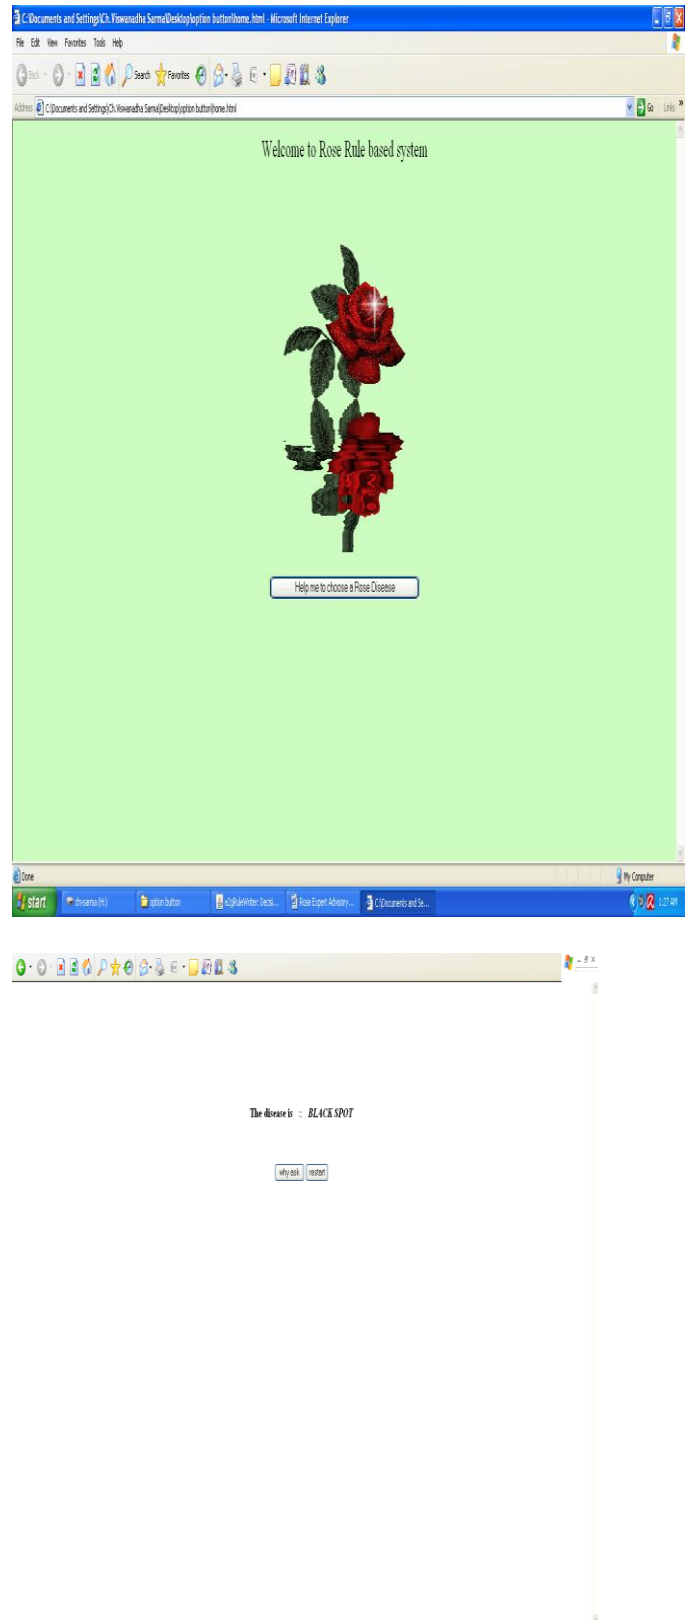 C:\Documents and Settings\Ch.Viswanadha Sarma\Desktop\option button\home.html - Microsoft Internet Explorer
File Edit View Favorites Tools Help
Back Search Favorites
Address C:\Documents and Settings\Ch.Viswanadha Sarma\Desktop\option button\home.html Go Links »
Welcome to Rose Rule based system
Help me to choose a Rose Disease
Done My Computer
start chvsarma (H:) option button e2gRuleWriter: Decisi... Rose Expert Advisory... C:\Documents and Se... 1:27 AM
The disease is :: BLACK SPOT
why ask restart